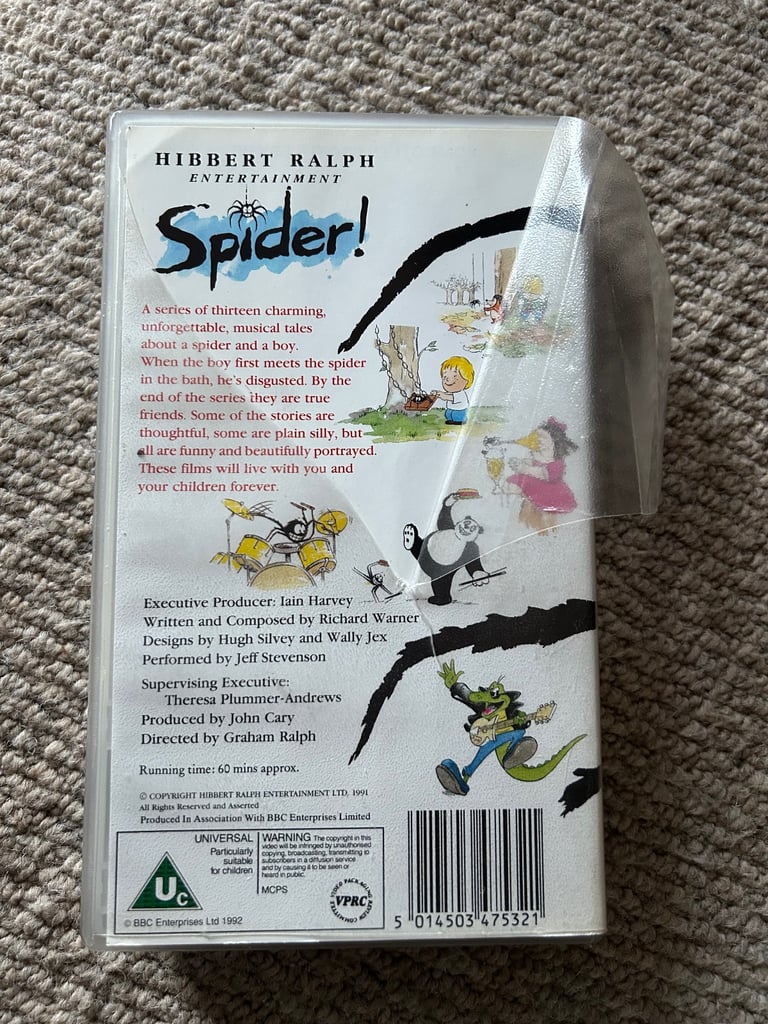 HIBBERT RALPH
ENTERTAINMENT
Spider!
A series of thirteen charming,
unforgettable, musical tales
about a spider and a boy.
When the boy first meets the spider
in the bath, he's disgusted. By the
end of the series they are true
friends. Some of the stories are
thoughtful, some are plain silly, but
all are funny and beautifully portrayed.
These films will live with you and
your children forever.
Executive Producer: Iain Harvey
Written and Composed by Richard Warner
Designs by Hugh Silvey and Wally Jex
Performed by Jeff Stevenson
Supervising Executive:
Theresa Plummer-Andrews
Produced by John Cary
Directed by Graham Ralph
Running time: 60 mins approx.
© COPYRIGHT HIBBERT RALPH ENTERTAINMENT LTD. 1991
All Rights Reserved and Asserted
Produced In Association With BBC Enterprises Limited
UNIVERSAL
Particularly
suitable
for children
Uc
© BBC Enterprises Ltd 1992
WARNING The copyright in this
video will be infringed by unauthorised
copying, broadcasting, transmitting to
subscribers in a diffusion service
and by causing it to be seen or
heard in public.
MCPS
VIDEO PACKAGING REVIEW COMMITTEE
VPRC
5 014503 475321